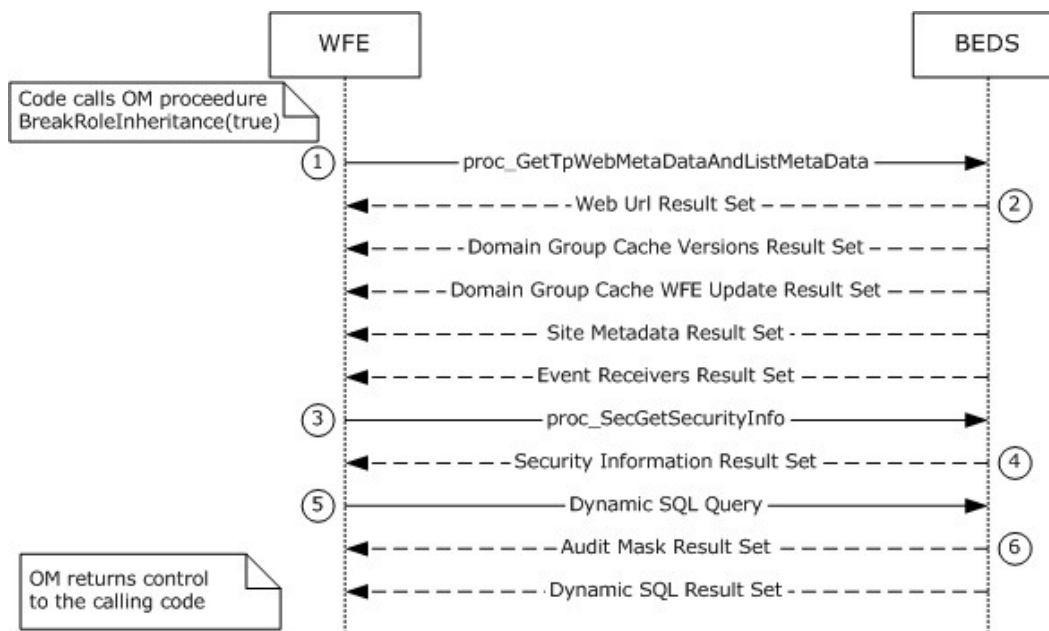 WFE
BEDS
Code calls OM proceedure
BreakRoleInheritance(true)
1
proc_GetTpWebMetaDataAndListMetaData
Web Url Result Set
2
Domain Group Cache Versions Result Set
Domain Group Cache WFE Update Result Set
Site Metadata Result Set
Event Receivers Result Set
3
proc_SecGetSecurityInfo
Security Information Result Set
4
5
Dynamic SQL Query
Audit Mask Result Set
6
OM returns control
to the calling code
Dynamic SQL Result Set